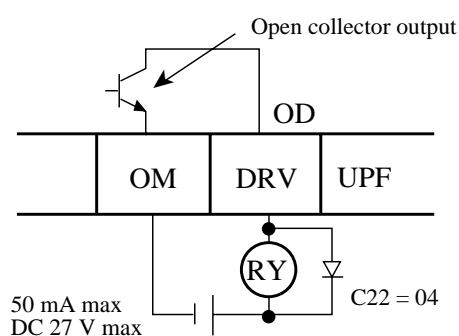 Open collector output
OD
OM DRV UPF
RY
50 mA max
DC 27 V max
C22 = 04